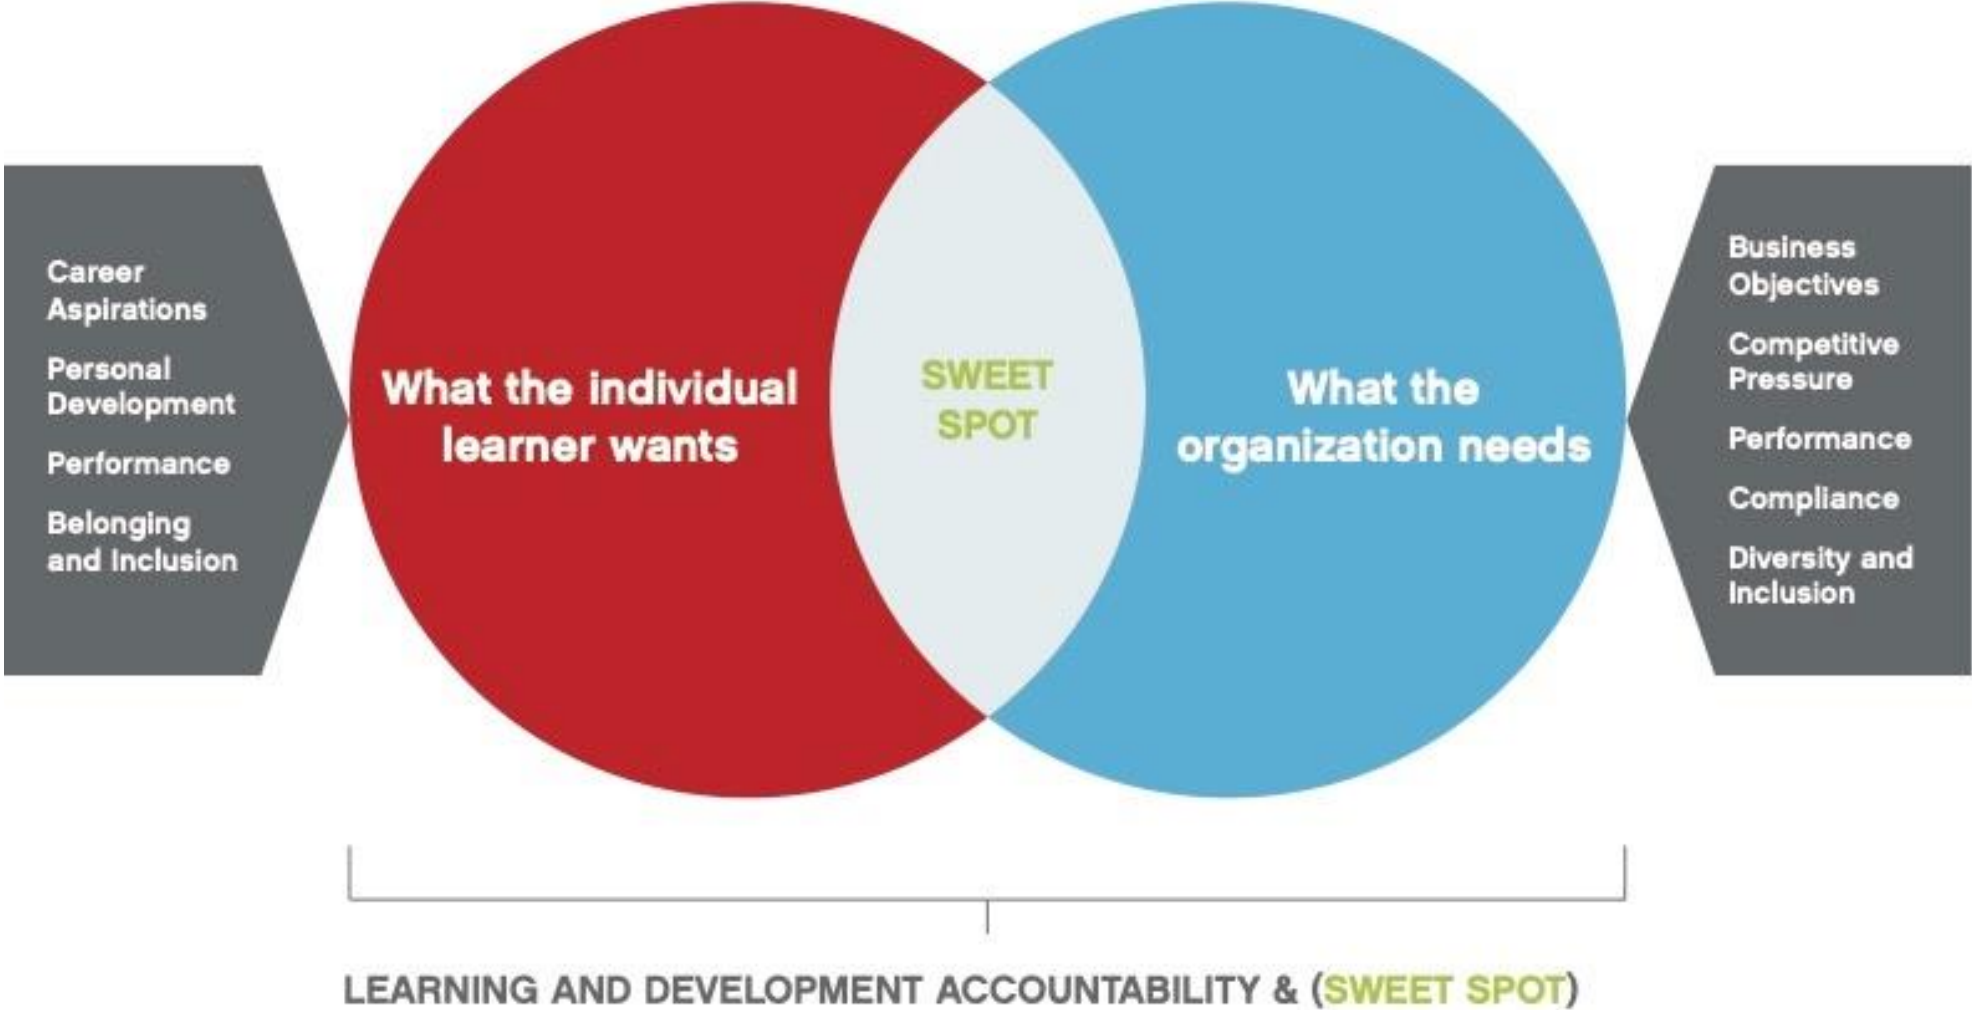 Career
Aspirations
Personal
Development
Performance
Belonging
and Inclusion
What the individual
learner wants
SWEET
SPOT
What the
organization needs
Business
Objectives
Competitive
Pressure
Performance
Compliance
Diversity and
Inclusion
LEARNING AND DEVELOPMENT ACCOUNTABILITY & (SWEET SPOT)